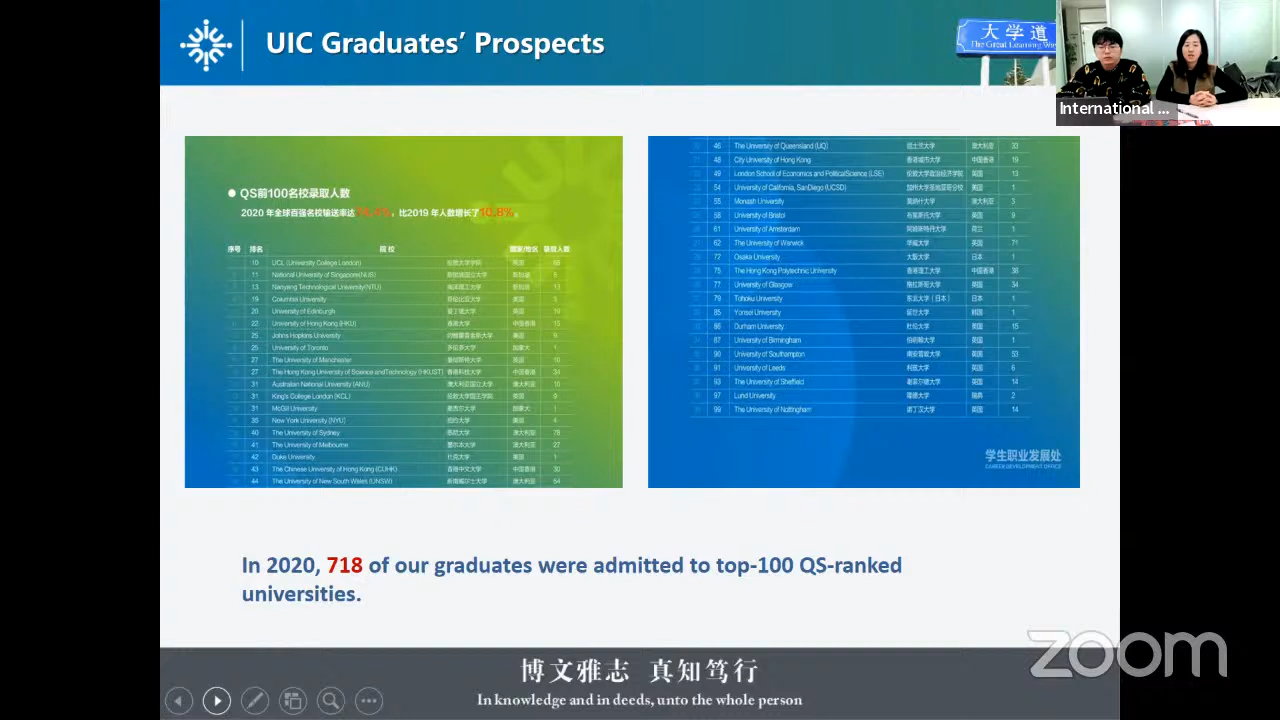 UIC Graduates' Prospects
大学道
The Great Learning Way
International ...
QS前100名校录取人数
2020 年全球百强名校输送率达 ，比2019 年人数增长了10.8%。
序号 排名 院 校 国家/地区 录取人数
10 UCL (University College London) 伦敦大学学院 英国
11 National University of Singapore(NUS) 新加坡国立大学 新加坡
13 Nanyang Technological University(NTU) 南洋理工大学 新加坡 13
19 Columbia University 哥伦比亚大学 美国
20 University of Edinburgh 爱丁堡大学 英国
22 University of Hong Kong (HKU) 香港大学 中国香港 15
25 Johns Hopkins University 约翰霍普金斯大学 美国 9
25 University of Toronto 多伦多大学 加拿大 1
27 The University of Manchester 曼彻斯特大学 英国
27 The Hong Kong University of Science and Technology (HKUST) 香港科技大学 中国香港 34
31 Australian National University (ANU) 澳大利亚国立大学 澳大利亚
31 King's College London (KCL) 伦敦大学国王学院 英国 9
31 McGill University 麦吉尔大学 加拿大 1
35 New York University (NYU) 纽约大学 美国 4
40 The University of Sydney 悉尼大学 澳大利亚 78
41 The University of Melbourne 墨尔本大学 澳大利亚 27
42 Duke University 杜克大学 美国 1
43 The Chinese University of Hong Kong (CUHK) 香港中文大学 中国香港 30
44 The University of New South Wales (UNSW) 新南威尔士大学 澳大利亚 54
46 The University of Queensland (UQ) 昆士兰大学 澳大利亚 33
48 City University of Hong Kong 香港城市大学 中国香港 19
49 London School of Economics and PoliticalScience (LSE) 伦敦大学政治经济学院 英国 13
54 University of California, SanDiego (UCSD) 加州大学圣地亚哥分校 美国 1
55 Monash University 莫纳什大学 澳大利亚 3
58 University of Bristol 布里斯托大学 英国 9
61 University of Amsterdam 阿姆斯特丹大学 荷兰 1
62 The University of Warwick 华威大学 英国 71
72 Osaka University 大阪大学 日本 1
75 The Hong Kong Polytechnic University 香港理工大学 中国香港 38
77 University of Glasgow 格拉斯哥大学 英国 34
79 Tohoku University 东北大学（日本） 日本 1
85 Yonsei University 延世大学 韩国 1
86 Durham University 杜伦大学 英国 15
87 University of Birmingham 伯明翰大学 英国 1
90 University of Southampton 南安普敦大学 英国 53
91 University of Leeds 利兹大学 英国 6
93 The University of Sheffield 谢菲尔德大学 英国 14
97 Lund University 隆德大学 瑞典 2
99 The University of Nottingham 诺丁汉大学 英国 14
学生职业发展处
CAREER DEVELOPMENT OFFICE
In 2020, 718 of our graduates were admitted to top-100 QS-ranked
universities.
zoom
博文雅志 真知笃行
In knowledge and in deeds, unto the whole person